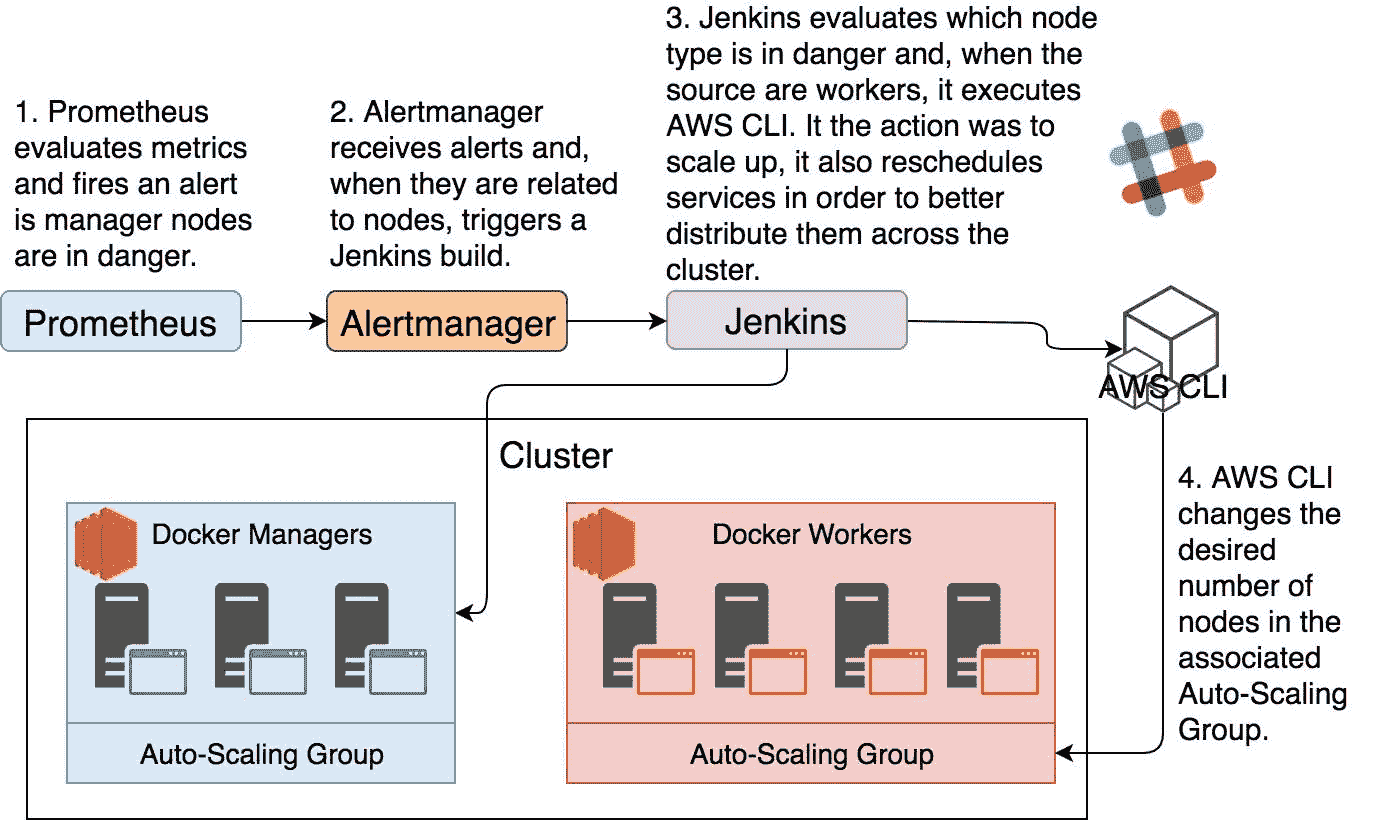 1. Prometheus
evaluates metrics
and fires an alert
is manager nodes
are in danger.
2. Alertmanager
receives alerts and,
when they are related
to nodes, triggers a
Jenkins build.
3. Jenkins evaluates which node
type is in danger and, when the
source are workers, it executes
AWS CLI. It the action was to
scale up, it also reschedules
services in order to better
distribute them across the
cluster.
Prometheus
Alertmanager
Jenkins
AWS CLI
Cluster
Docker Managers
Auto-Scaling Group
Docker Workers
Auto-Scaling Group
4. AWS CLI
changes the
desired
number of
nodes in the
associated
Auto-Scaling
Group.